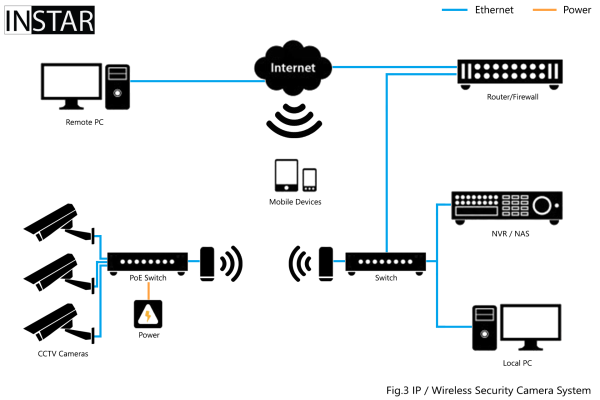 INSTAR
Ethernet
Power
Internet
Remote PC
Router/Firewall
Mobile Devices
NVR / NAS
PoE Switch
Switch
Power
CCTV Cameras
Local PC
Fig.3 IP / Wireless Security Camera System